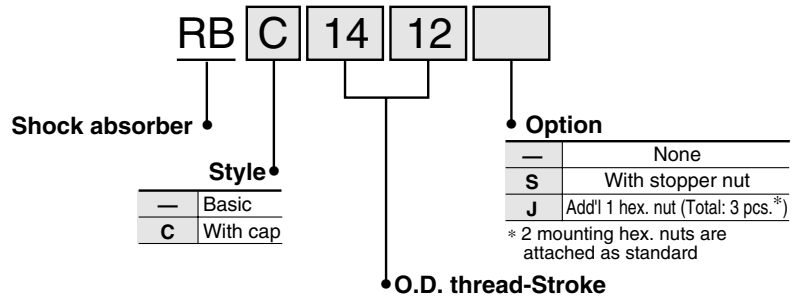 RB C 14 12
Shock absorber
Option
— None
S With stopper nut
J Add'l 1 hex. nut (Total: 3 pcs.*)
* 2 mounting hex. nuts are
attached as standard
Style
— Basic
C With cap
O.D. thread-Stroke